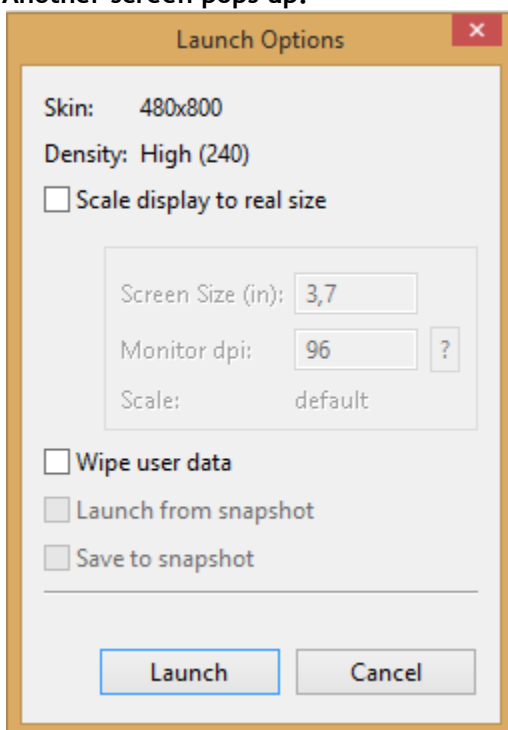 Another screen pops up:
Launch Options
Skin: 480x800
Density: High (240)
Scale display to real size
Screen Size (in): 3,7
Monitor dpi: 96 ?
Scale: default
Wipe user data
Launch from snapshot
Save to snapshot
Launch Cancel